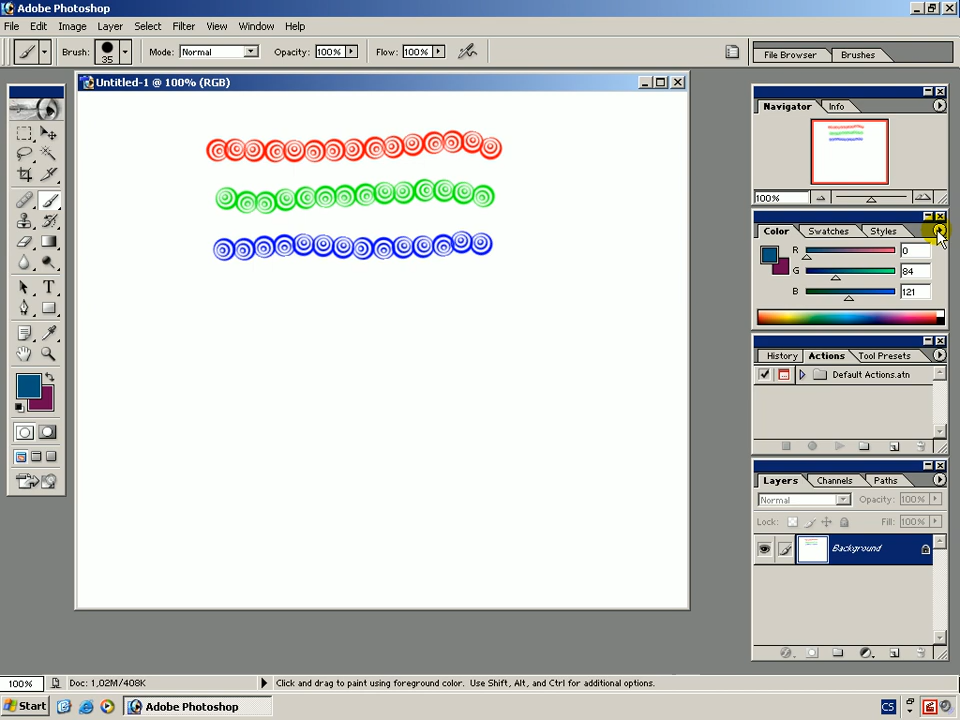 Adobe Photoshop
File Edit Image Layer Select Filter View Window Help
Brush: 35 Mode: Normal Opacity: 100% Flow: 100% File Browser Brushes
Untitled-1 @ 100% (RGB)
Navigator Info
100%
Color Swatches Styles
R 0
G 84
B 121
History Actions Tool Presets
Default Actions.atn
Layers Channels Paths
Normal Opacity: 100%
Lock: Fill: 100%
Background
T
100% Doc: 1,02M/408K Click and drag to paint using foreground color. Use Shift, Alt, and Ctrl for additional options.
Start Adobe Photoshop CS